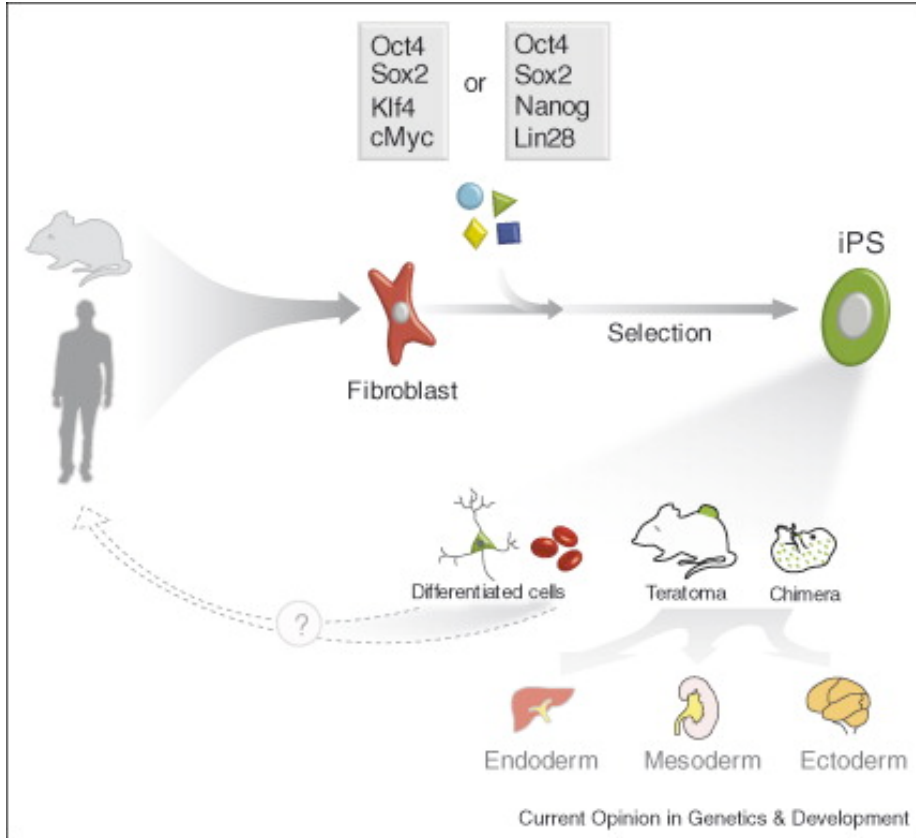 Oct4
Sox2
Klf4
cMyc
or
Oct4
Sox2
Nanog
Lin28
iPS
Selection
Fibroblast
Differentiated cells
Teratoma
Chimera
?
Endoderm
Mesoderm
Ectoderm
Current Opinion in Genetics & Development